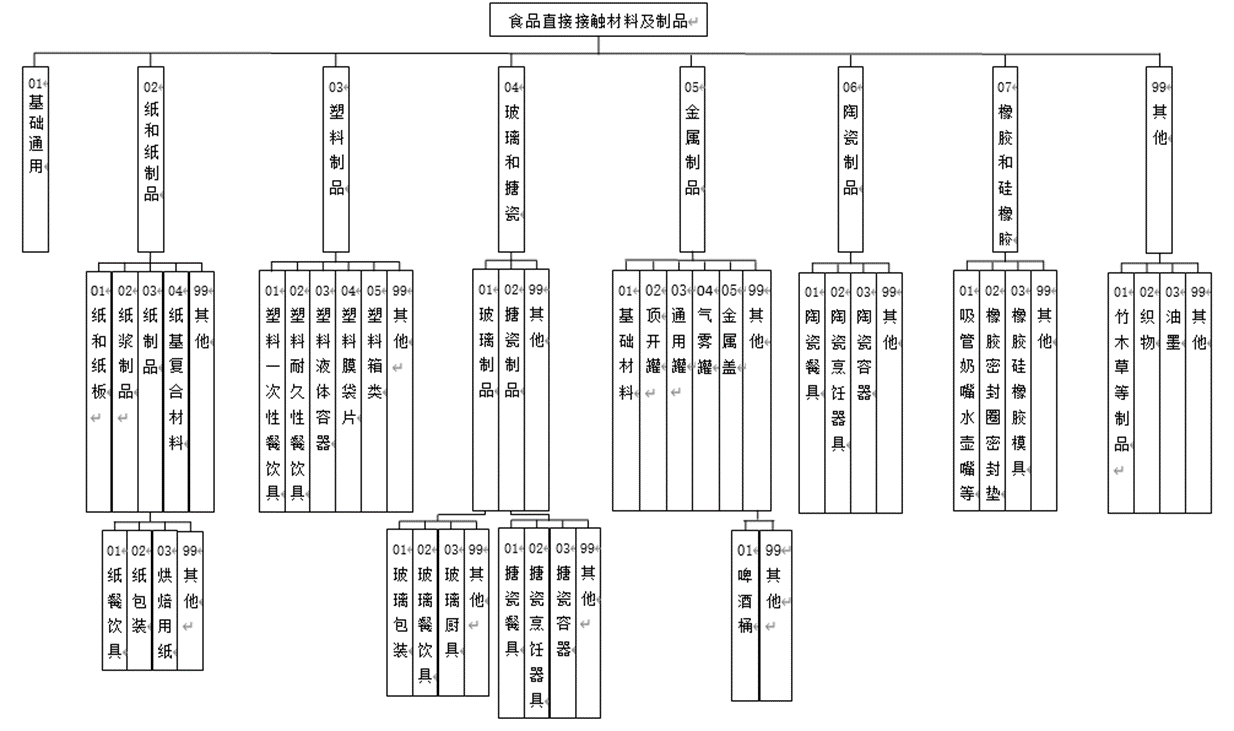 食品直接接触材料及制品
01基础通用
02纸和纸制品
03塑料制品
04玻璃和搪瓷
05金属制品
06陶瓷制品
07橡胶和硅橡胶
99其他
01纸和纸板
02纸浆制品
03纸制品
04纸基复合材料
99其他
01塑料一次性餐饮具
02塑料耐久性餐饮具
03塑料液体容器
04塑料膜袋片
05塑料箱类
99其他
01玻璃制品
02搪瓷制品
99其他
01基础材料
02顶开罐
03通用罐
04气雾罐
05金属盖
99其他
01陶瓷餐具
02陶瓷烹饪器具
03陶瓷容器
99其他
01吸管奶嘴水壶嘴等
02橡胶密封圈密封垫
03橡胶硅橡胶模具
99其他
01竹木草等制品
02织物
03油墨
99其他
01纸餐饮具
02纸包装
03烘焙用纸
99其他
01玻璃包装
02玻璃餐饮具
03玻璃厨具
99其他
01搪瓷餐具
02搪瓷烹饪器具
03搪瓷容器
99其他
01啤酒桶
99其他